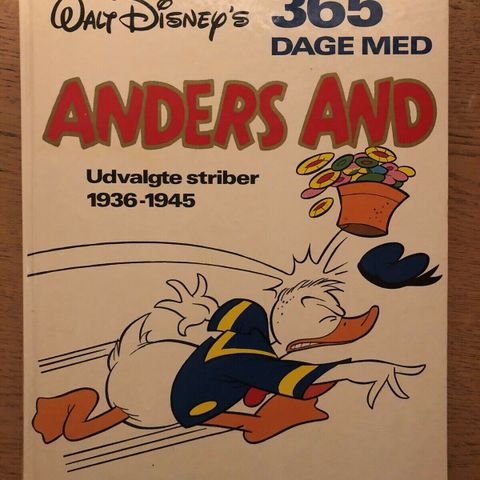 Walt Disney's
365
DAGE MED
ANDERS AND
Udvalgte striber
1936-1945